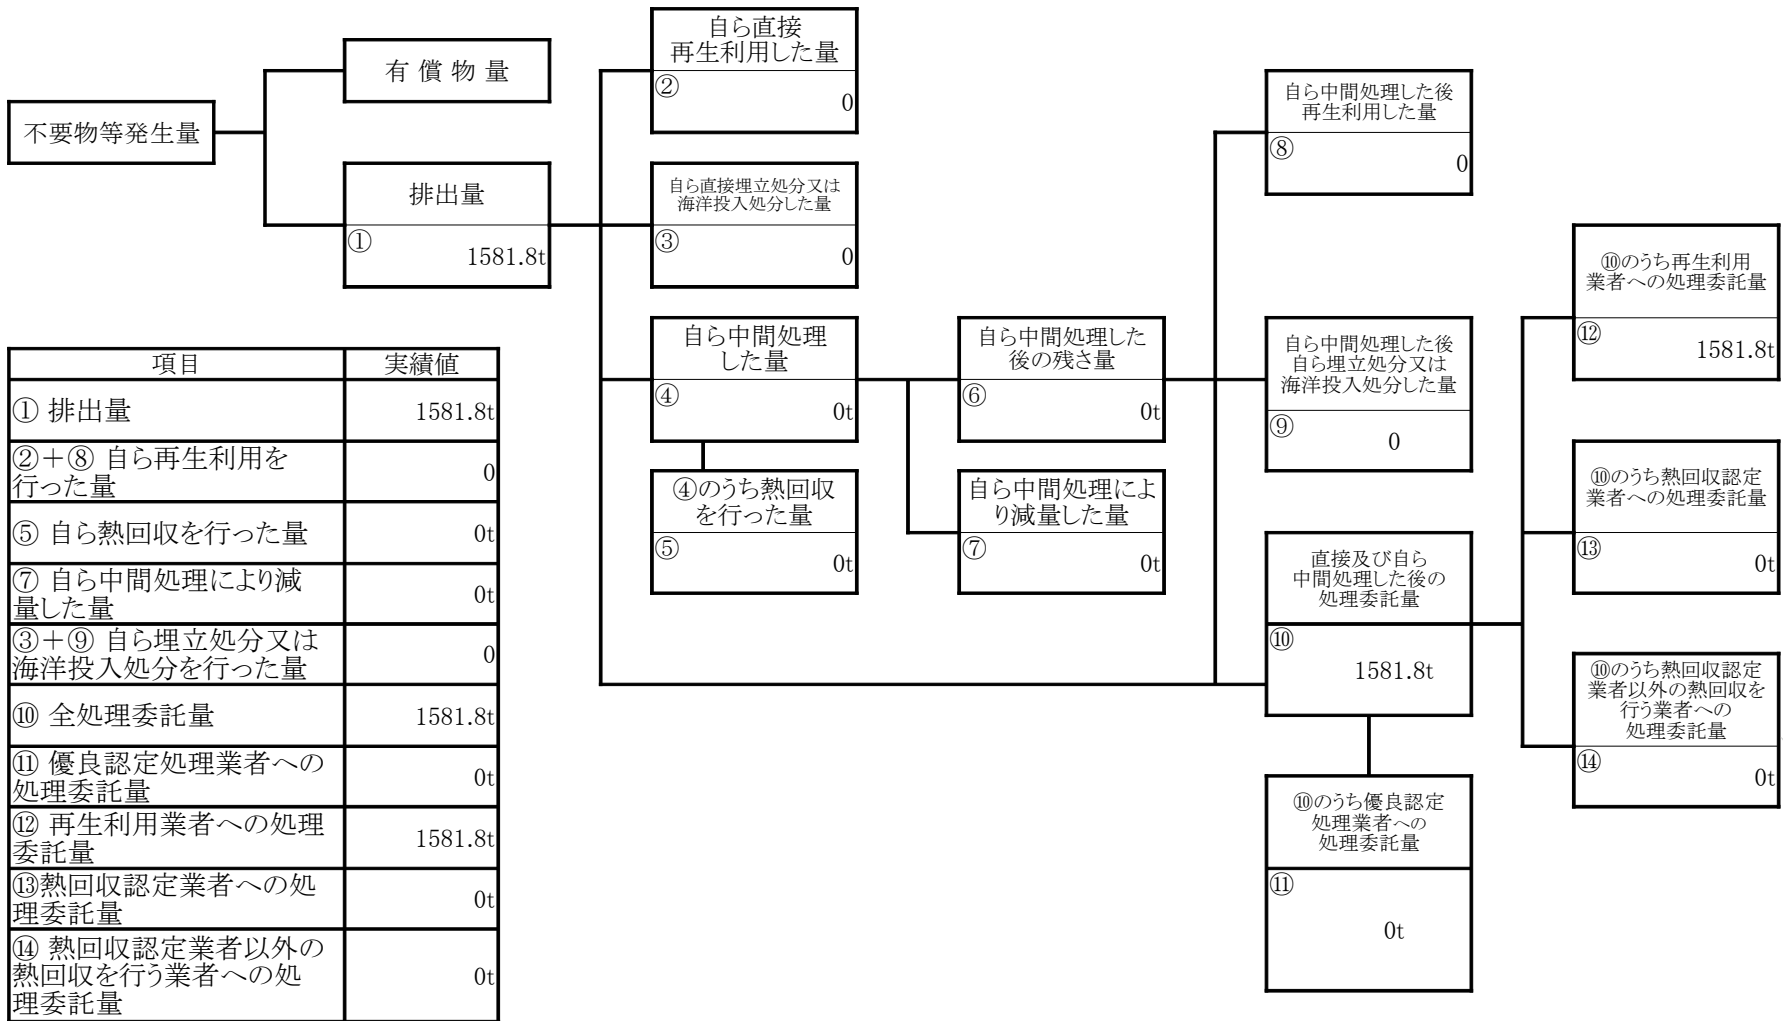 不要物等発生量
有 償 物 量
排出量
①
1581.8t
自ら直接
再生利用した量
②
0
自ら直接埋立処分又は
海洋投入処分した量
③
0
自ら中間処理
した量
④
0t
④のうち熱回収
を行った量
⑤
0t
自ら中間処理した
後の残さ量
⑥
0t
自ら中間処理によ
り減量した量
⑦
0t
自ら中間処理した後
再生利用した量
⑧
0
自ら中間処理した後
自ら埋立処分又は
海洋投入処分した量
⑨
0
直接及び自ら
中間処理した後の
処理委託量
⑩
1581.8t
⑩のうち優良認定
処理業者への
処理委託量
⑪
0t
⑩のうち再生利用
業者への処理委託量
⑫
1581.8t
⑩のうち熱回収認定
業者への処理委託量
⑬
0t
⑩のうち熱回収認定
業者以外の熱回収を
行う業者への
処理委託量
⑭
0t
項目 実績値
① 排出量 1581.8t
②＋⑧ 自ら再生利用を
行った量
0
⑤ 自ら熱回収を行った量 0t
⑦ 自ら中間処理により減
量した量
0t
③＋⑨ 自ら埋立処分又は
海洋投入処分を行った量
0
⑩ 全処理委託量 1581.8t
⑪ 優良認定処理業者への
処理委託量
0t
⑫ 再生利用業者への処理
委託量
1581.8t
⑬熱回収認定業者への処
理委託量
0t
⑭ 熱回収認定業者以外の
熱回収を行う業者への処
理委託量
0t